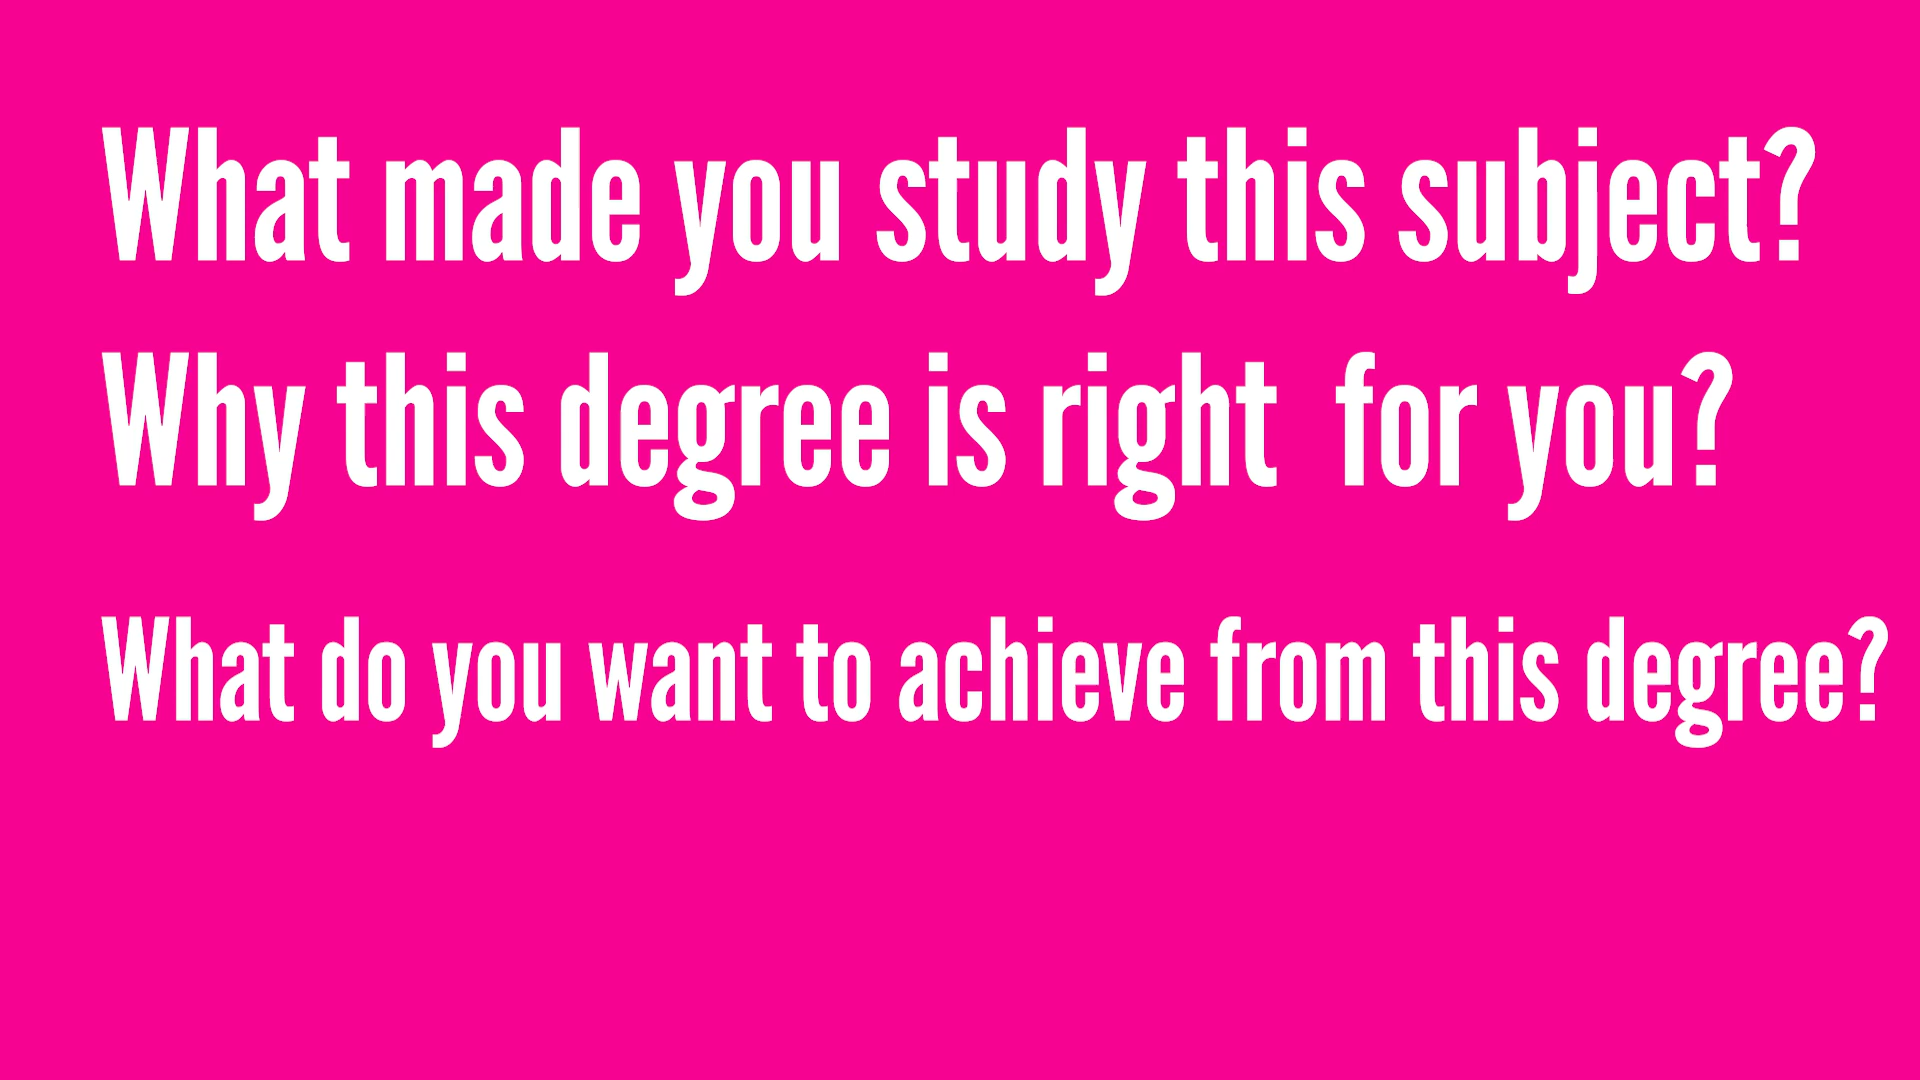 What made you study this subject?
Why this degree is right  for you?
What do you want to achieve from this degree?